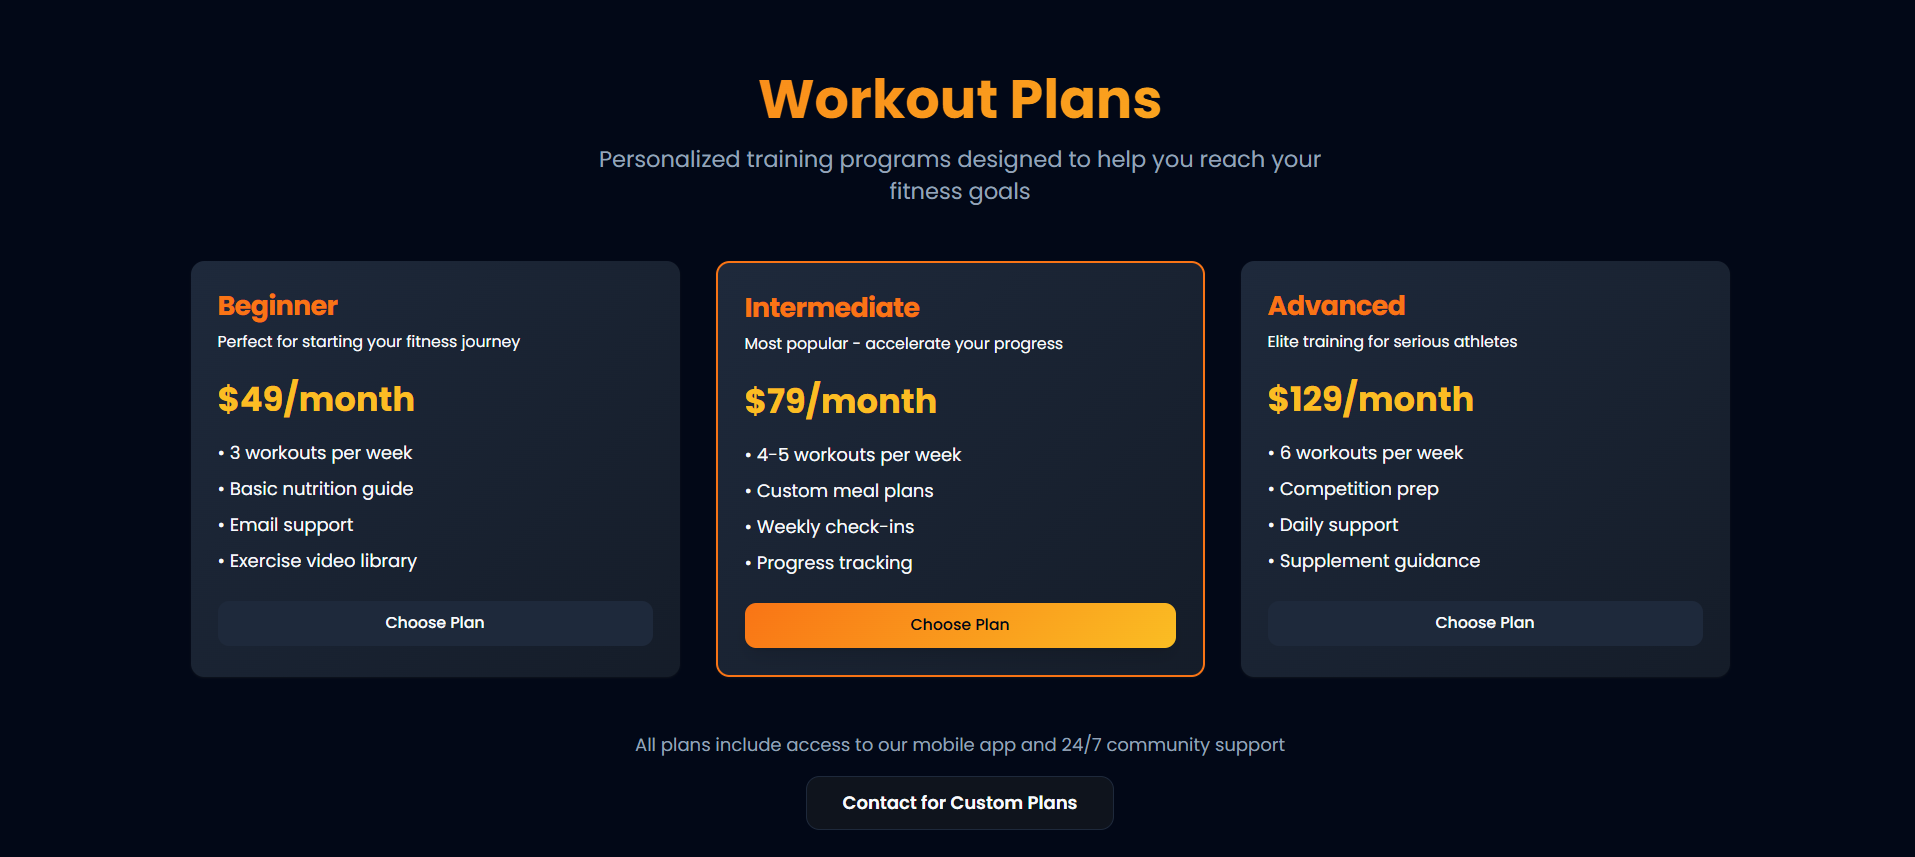 Workout Plans
Personalized training programs designed to help you reach your
fitness goals
Beginner
Perfect for starting your fitness journey
$49/month
• 3 workouts per week
• Basic nutrition guide
• Email support
• Exercise video library
Choose Plan
Intermediate
Most popular - accelerate your progress
$79/month
• 4-5 workouts per week
• Custom meal plans
• Weekly check-ins
• Progress tracking
Choose Plan
Advanced
Elite training for serious athletes
$129/month
• 6 workouts per week
• Competition prep
• Daily support
• Supplement guidance
Choose Plan
All plans include access to our mobile app and 24/7 community support
Contact for Custom Plans